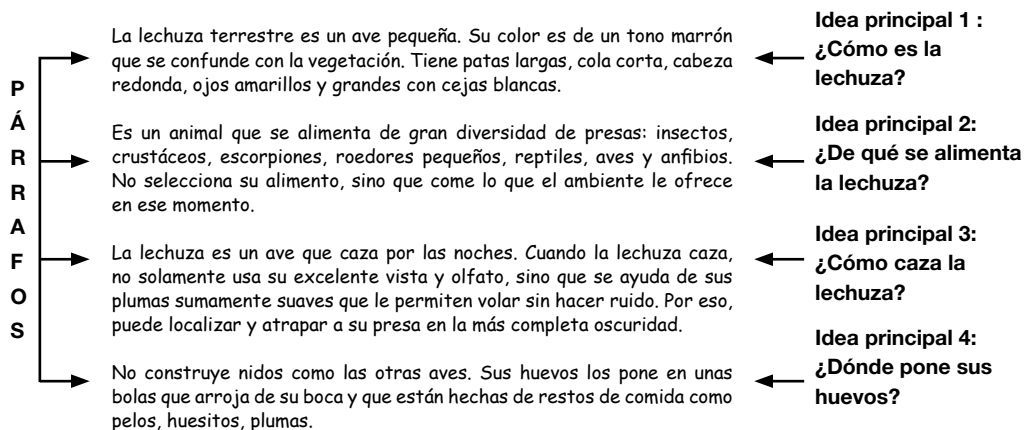 PÁRRAFOS
La lechuza terrestre es un ave pequeña. Su color es de un tono marrón
que se confunde con la vegetación. Tiene patas largas, cola corta, cabeza
redonda, ojos amarillos y grandes con cejas blancas.
Idea principal 1 :
¿Cómo es la
lechuza?
Es un animal que se alimenta de gran diversidad de presas: insectos,
crustáceos, escorpiones, roedores pequeños, reptiles, aves y anfibios.
No selecciona su alimento, sino que come lo que el ambiente le ofrece
en ese momento.
Idea principal 2:
¿De qué se alimenta
la lechuza?
La lechuza es un ave que caza por las noches. Cuando la lechuza caza,
no solamente usa su excelente vista y olfato, sino que se ayuda de sus
plumas sumamente suaves que le permiten volar sin hacer ruido. Por eso,
puede localizar y atrapar a su presa en la más completa oscuridad.
Idea principal 3:
¿Cómo caza la
lechuza?
No construye nidos como las otras aves. Sus huevos los pone en unas
bolas que arroja de su boca y que están hechas de restos de comida como
pelos, huesitos, plumas.
Idea principal 4:
¿Dónde pone sus
huevos?